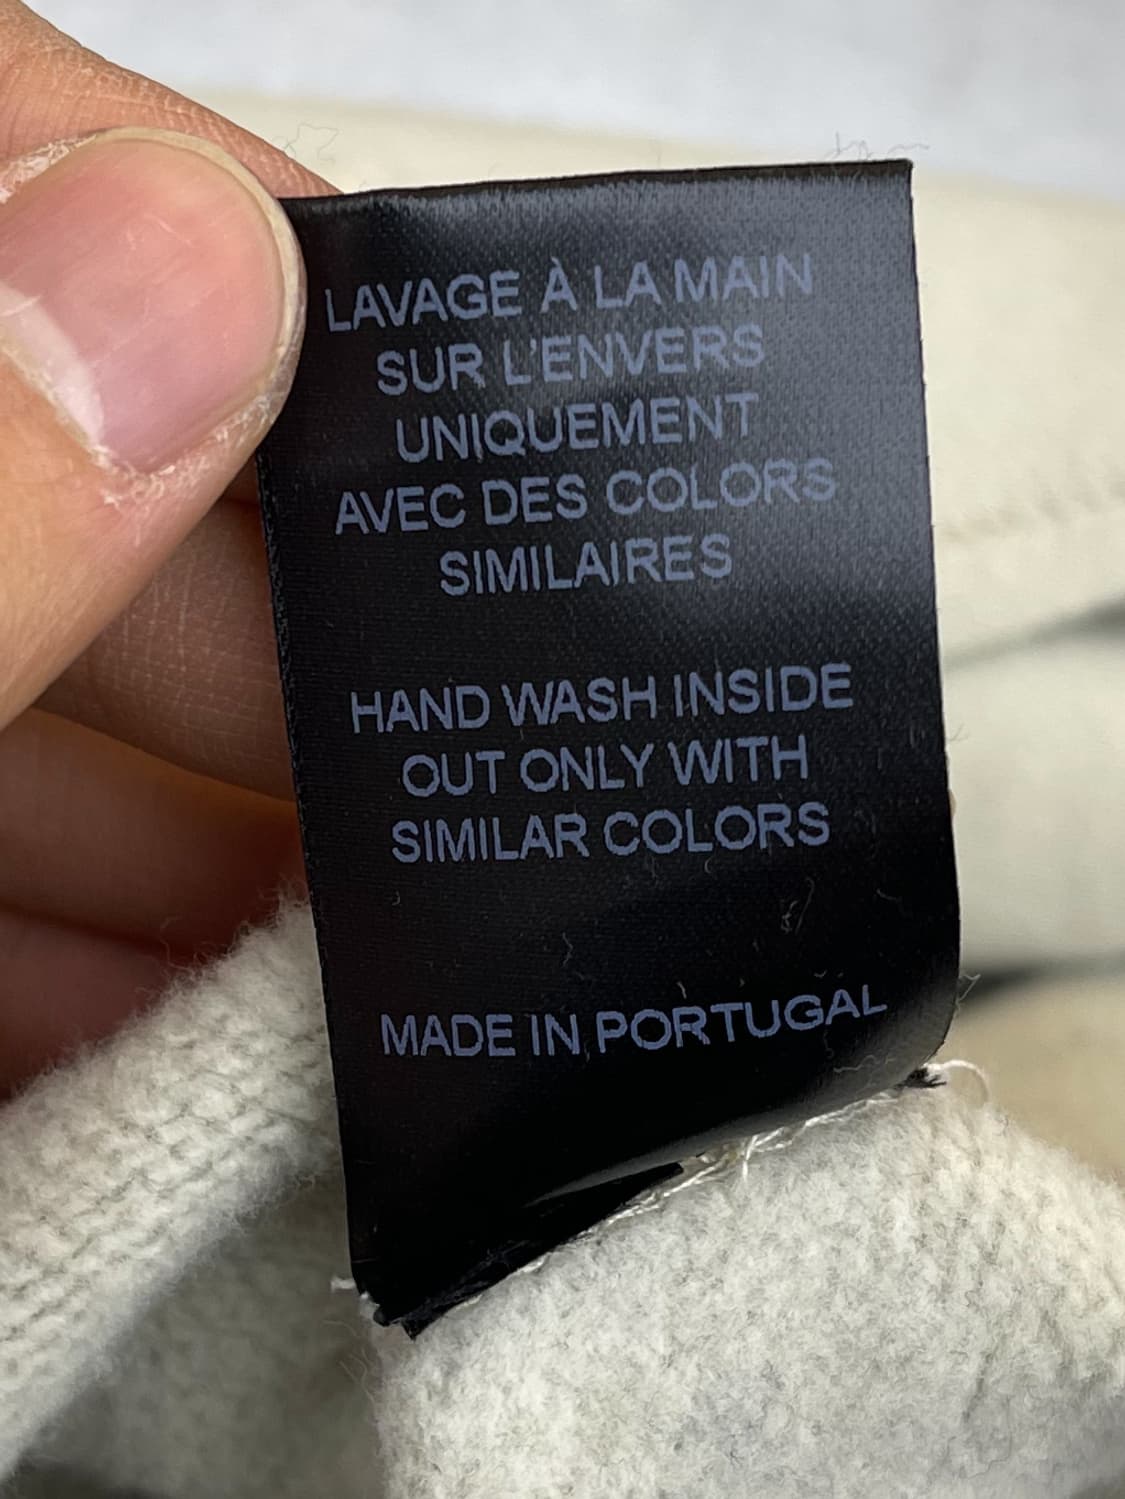 LAVAGE À LA MAIN
SUR L'ENVERS
UNIQUEMENT
AVEC DES COLORS
SIMILAIRES
HAND WASH INSIDE
OUT ONLY WITH
SIMILAR COLORS
MADE IN PORTUGAL